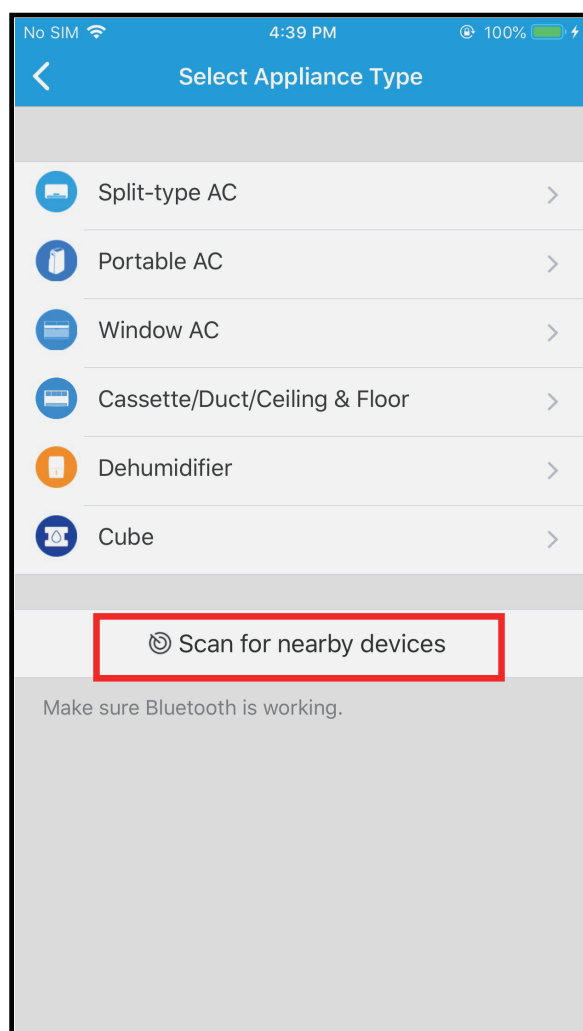 No SIM 4:39 PM 100%
Select Appliance Type
Split-type AC
Portable AC
Window AC
Cassette/Duct/Ceiling & Floor
Dehumidifier
Cube
Scan for nearby devices
Make sure Bluetooth is working.